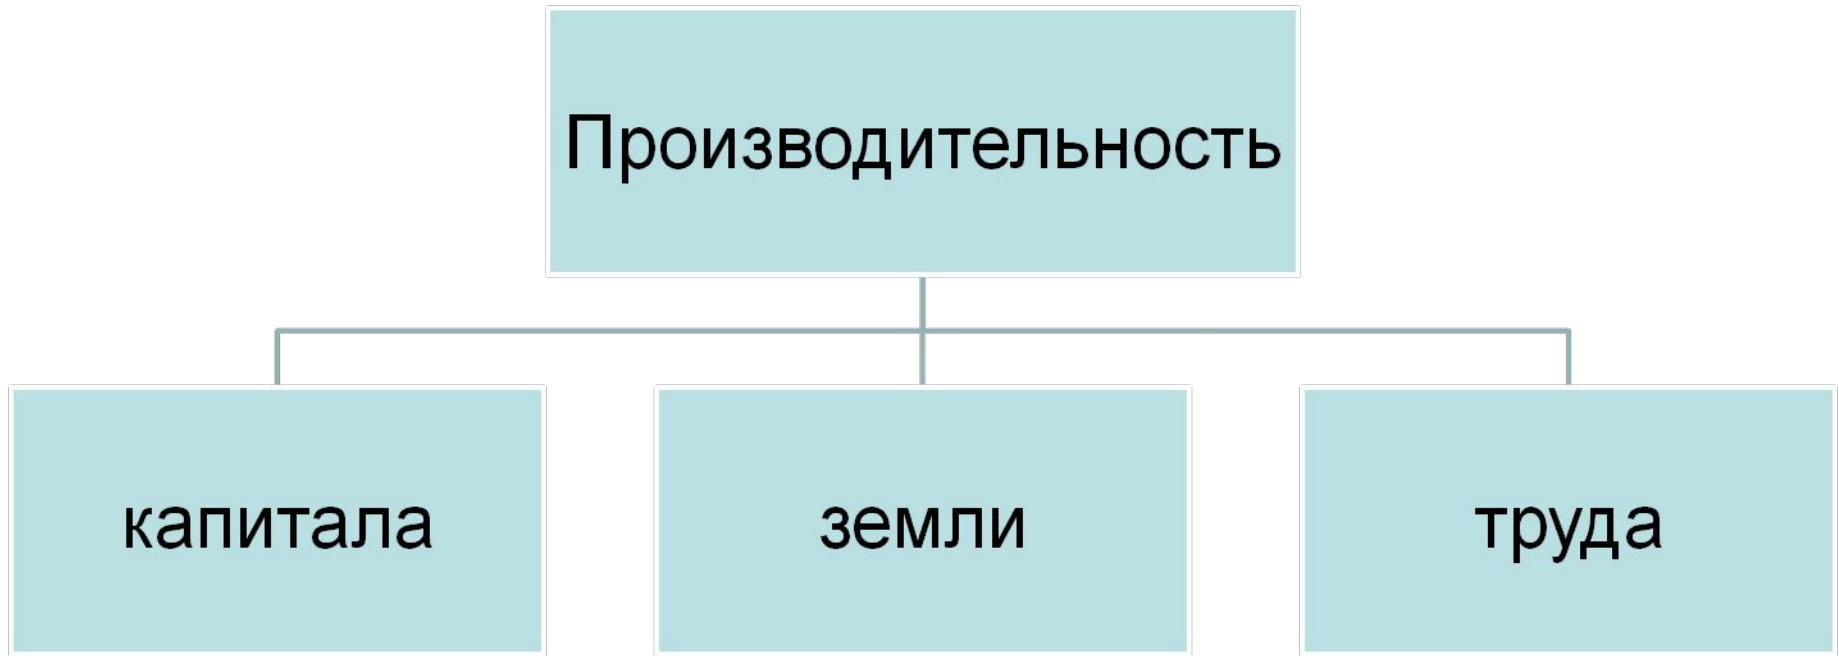 Производительность
капитала
земли
труда